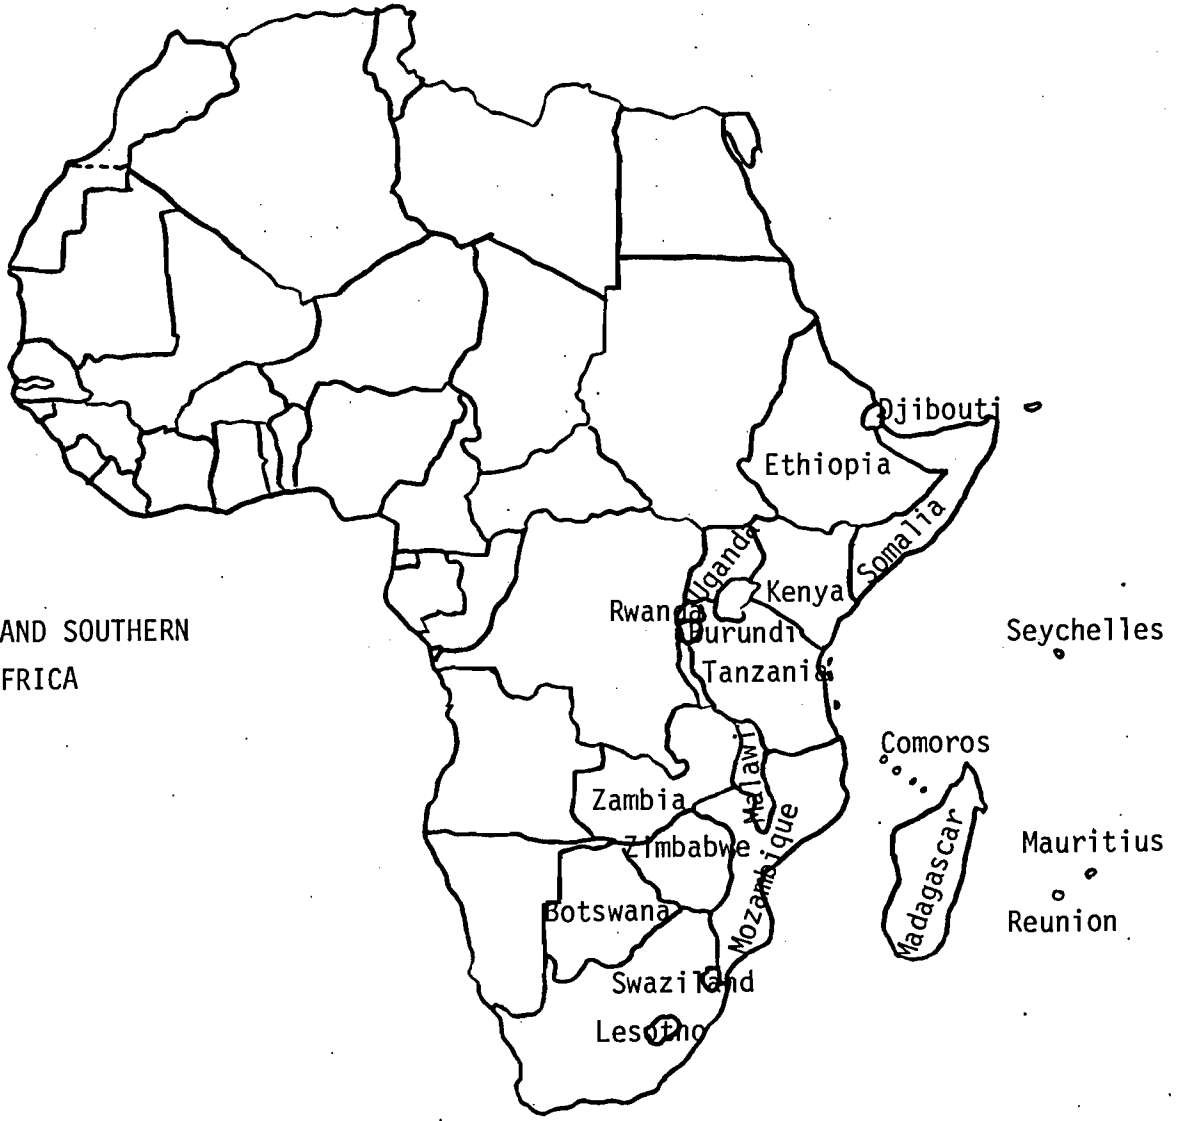 Djibouti
Ethiopia
Somalia
Uganda
Kenya
Rwanda
Burundi
AND SOUTHERN
Seychelles
Tanzania
FRICA
Comoros
Malawi
Zambia
Mozambique
Madagascar
Zimbabwe
Mauritius
Botswana
Reunion
Swaziland
Lesotho